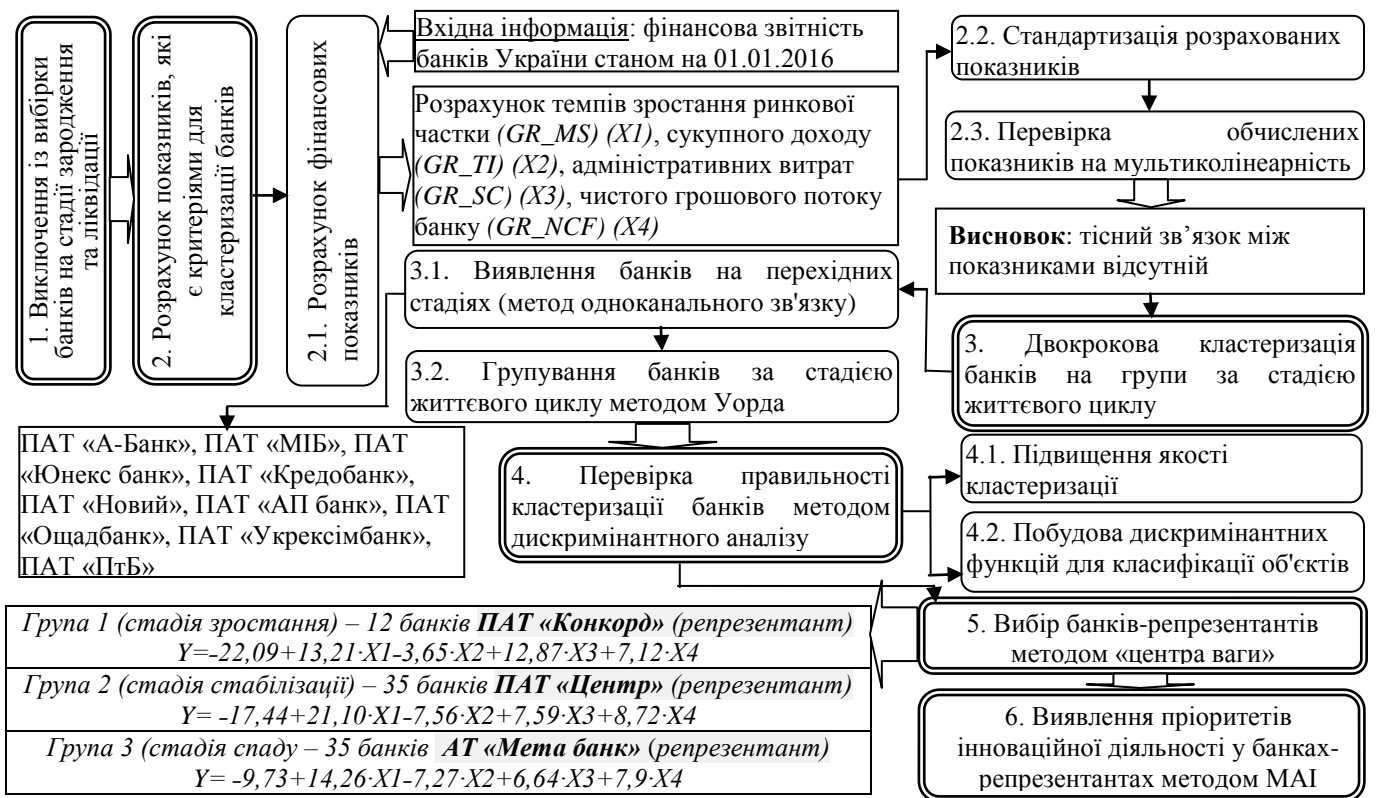 1. Виключення із вибірки
банків на стадії зародження
та ліквідації
2. Розрахунок показників, які
є критеріями для
кластеризації банків
2.1. Розрахунок фінансових
показників
Вхідна інформація: фінансова звітність
банків України станом на 01.01.2016
Розрахунок темпів зростання ринкової
частки (GR_MS) (X1), сукупного доходу
(GR_TI) (X2), адміністративних витрат
(GR_SC) (X3), чистого грошового потоку
банку (GR_NCF) (X4)
2.2. Стандартизація розрахованих
показників
2.3. Перевірка обчислених
показників на мультиколінеарність
Висновок: тісний зв’язок між
показниками відсутній
3. Двокрокова кластеризація
банків на групи за стадією
життєвого циклу
3.1. Виявлення банків на перехідних
стадіях (метод одноканального зв'язку)
3.2. Групування банків за стадією
життєвого циклу методом Уорда
ПАТ «А-Банк», ПАТ «МІБ», ПАТ
«Юнекс банк», ПАТ «Кредобанк»,
ПАТ «Новий», ПАТ «АП банк», ПАТ
«Ощадбанк», ПАТ «Укрексімбанк»,
ПАТ «ПтБ»
4. Перевірка правильності
кластеризації банків методом
дискримінантного аналізу
4.1. Підвищення якості
кластеризації
4.2. Побудова дискримінантних
функцій для класифікації об'єктів
5. Вибір банків-репрезентантів
методом «центра ваги»
Група 1 (стадія зростання) – 12 банків ПАТ «Конкорд» (репрезентант)
Y=-22,09+13,21·X1-3,65·X2+12,87·X3+7,12·X4
Група 2 (стадія стабілізації) – 35 банків ПАТ «Центр» (репрезентант)
Y= -17,44+21,10·X1-7,56·X2+7,59·X3+8,72·X4
Група 3 (стадія спаду – 35 банків АТ «Мета банк» (репрезентант)
Y= -9,73+14,26·X1-7,27·X2+6,64·X3+7,9·X4
6. Виявлення пріоритетів
інноваційної діяльності у банках-
репрезентантах методом МАІ